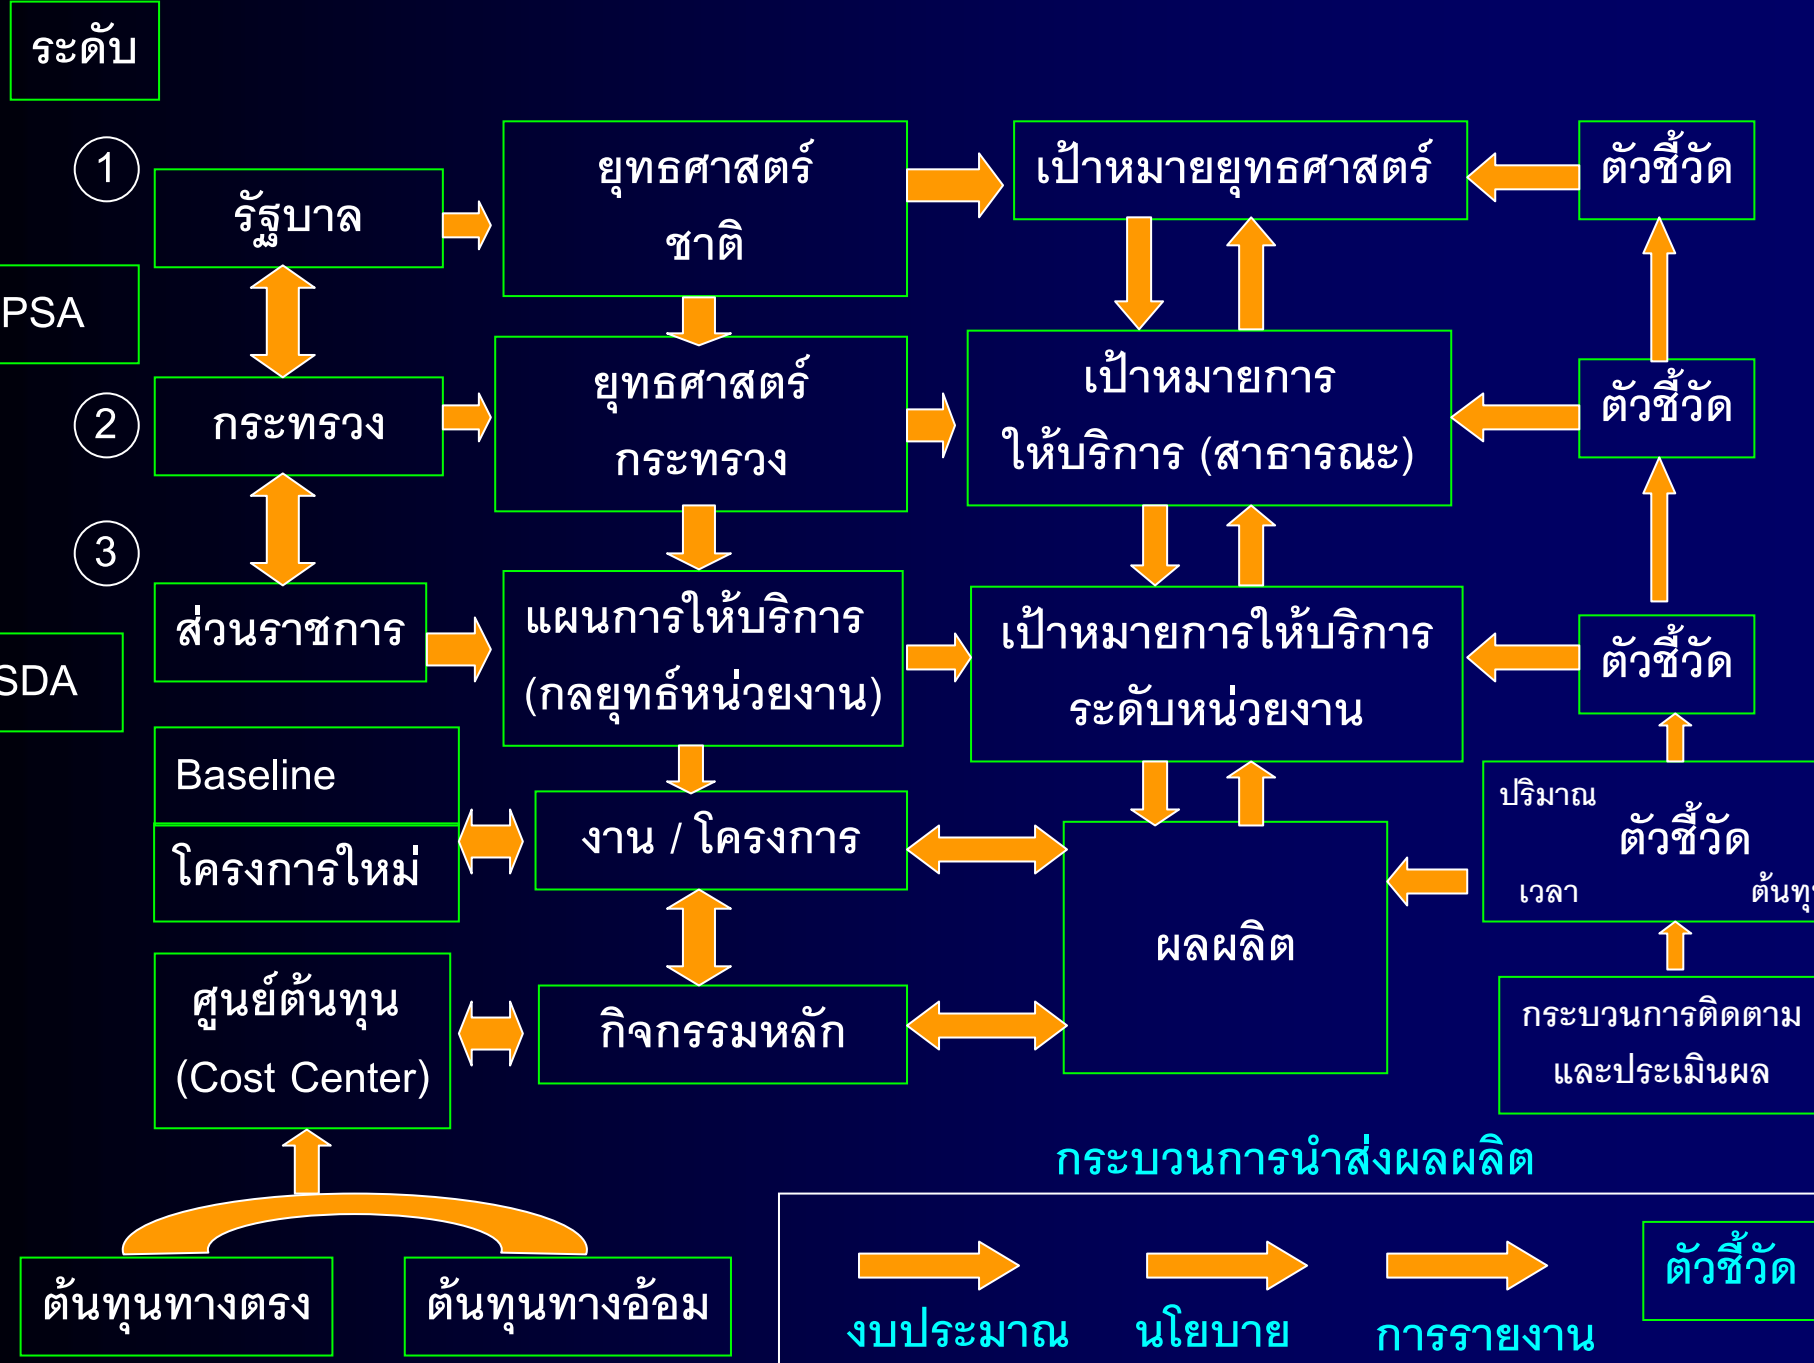 ระดับ
1
รัฐบาล
ยุทธศาสตร์
ชาติ
เป้าหมายยุทธศาสตร์
ตัวชี้วัด
PSA
2
กระทรวง
ยุทธศาสตร์
กระทรวง
เป้าหมายการ
ให้บริการ (สาธารณะ)
ตัวชี้วัด
3
ส่วนราชการ
แผนการให้บริการ
(กลยุทธ์หน่วยงาน)
เป้าหมายการให้บริการ
ระดับหน่วยงาน
ตัวชี้วัด
SDA
Baseline
โครงการใหม่
งาน / โครงการ
ผลผลิต
ปริมาณ
ตัวชี้วัด
เวลา
ศูนย์ต้นทุน
(Cost Center)
กิจกรรมหลัก
กระบวนการติดตาม
และประเมินผล
กระบวนการนำส่งผลผลิต
ต้นทุนทางตรง
ต้นทุนทางอ้อม
งบประมาณ
นโยบาย
การรายงาน
ตัวชี้วัด